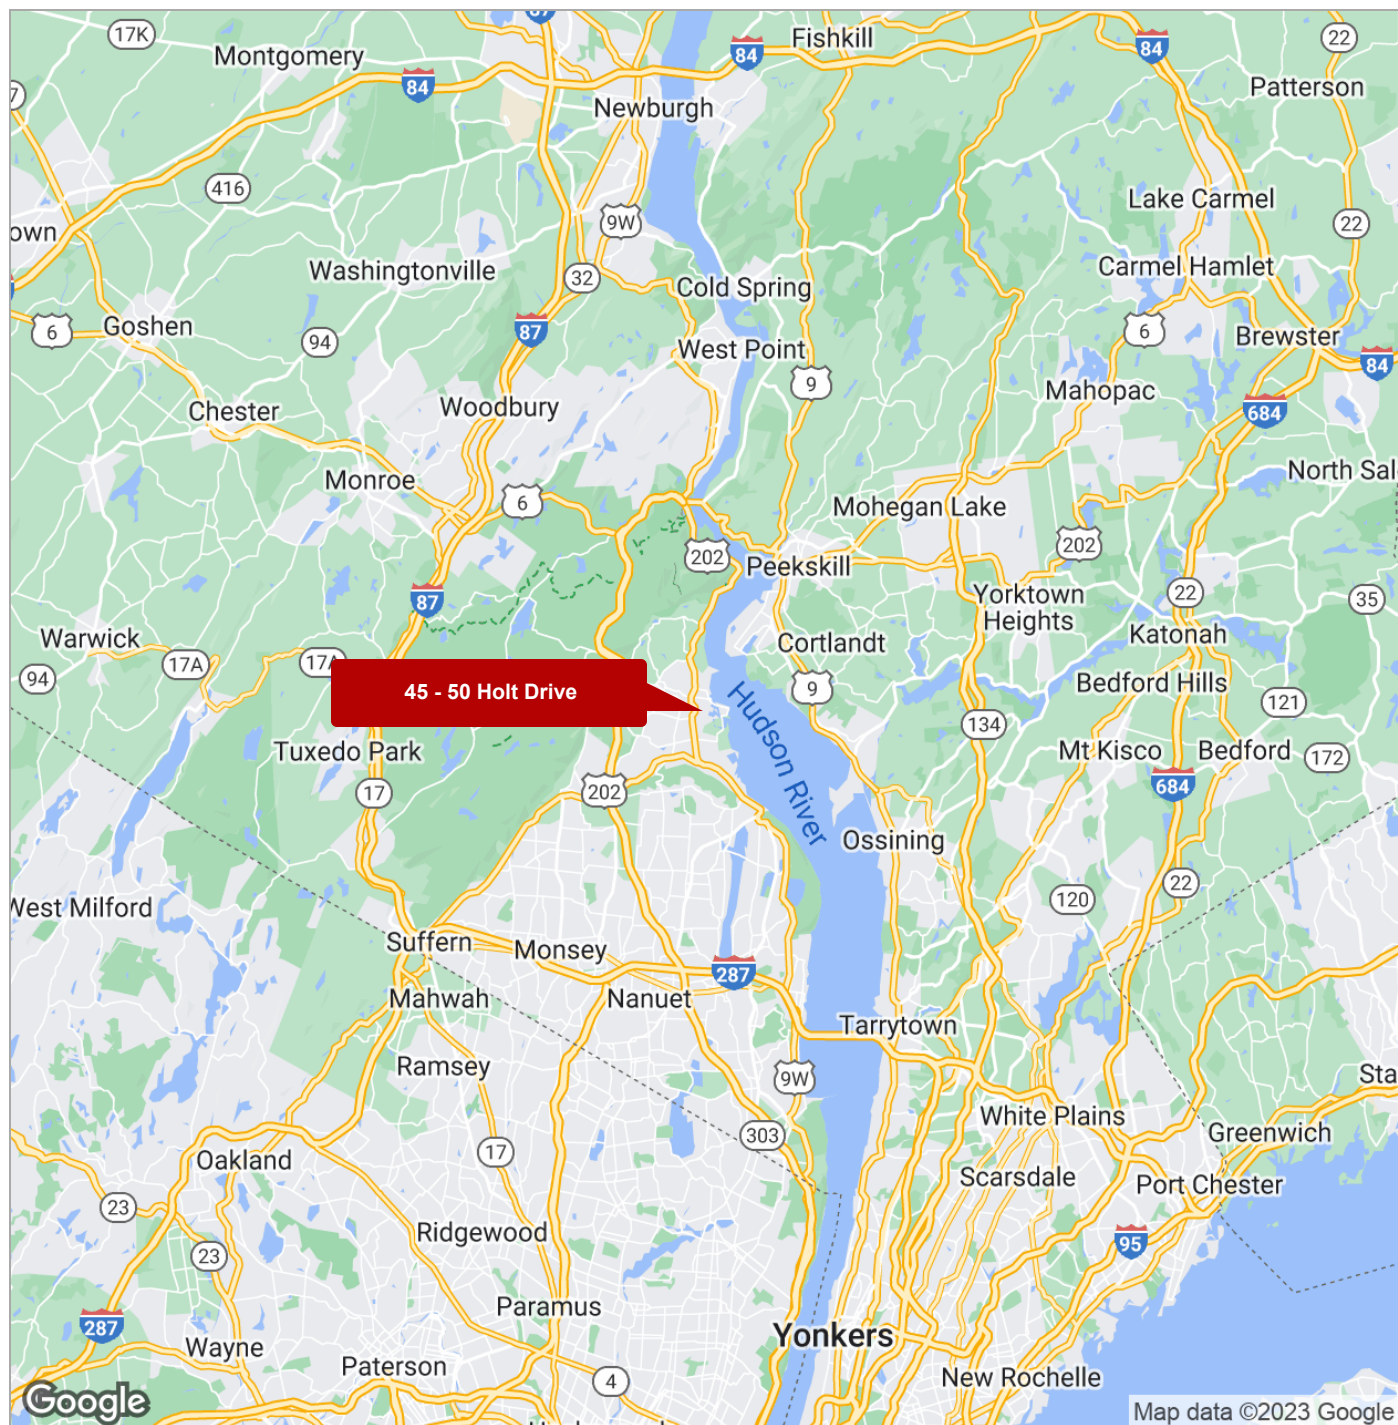 17K
87
Fishkill
22
Montgomery
84
84
84
Patterson
7
Newburgh
416
Lake Carmel
9W
22
own
Washingtonville
32
Carmel Hamlet
Cold Spring
6
Goshen
94
87
West Point
6
Brewster
84
9
Mahopac
Chester
Woodbury
684
Monroe
North Sal
6
Mohegan Lake
202
202
Peekskill
87
Yorktown
Heights
22
35
Warwick
17A
17A
Cortlandt
Katonah
94
9
Bedford Hills
45 - 50 Holt Drive
121
Hudson River
134
Tuxedo Park
Mt Kisco
Bedford
172
17
202
684
Ossining
22
120
West Milford
Suffern
Monsey
287
Mahwah
Nanuet
Tarrytown
Ramsey
9W
Sta
White Plains
303
Greenwich
17
Oakland
Scarsdale
Port Chester
23
Ridgewood
23
95
Paramus
287
Yonkers
Wayne
Paterson
4
New Rochelle
Google
Map data ©2023 Google